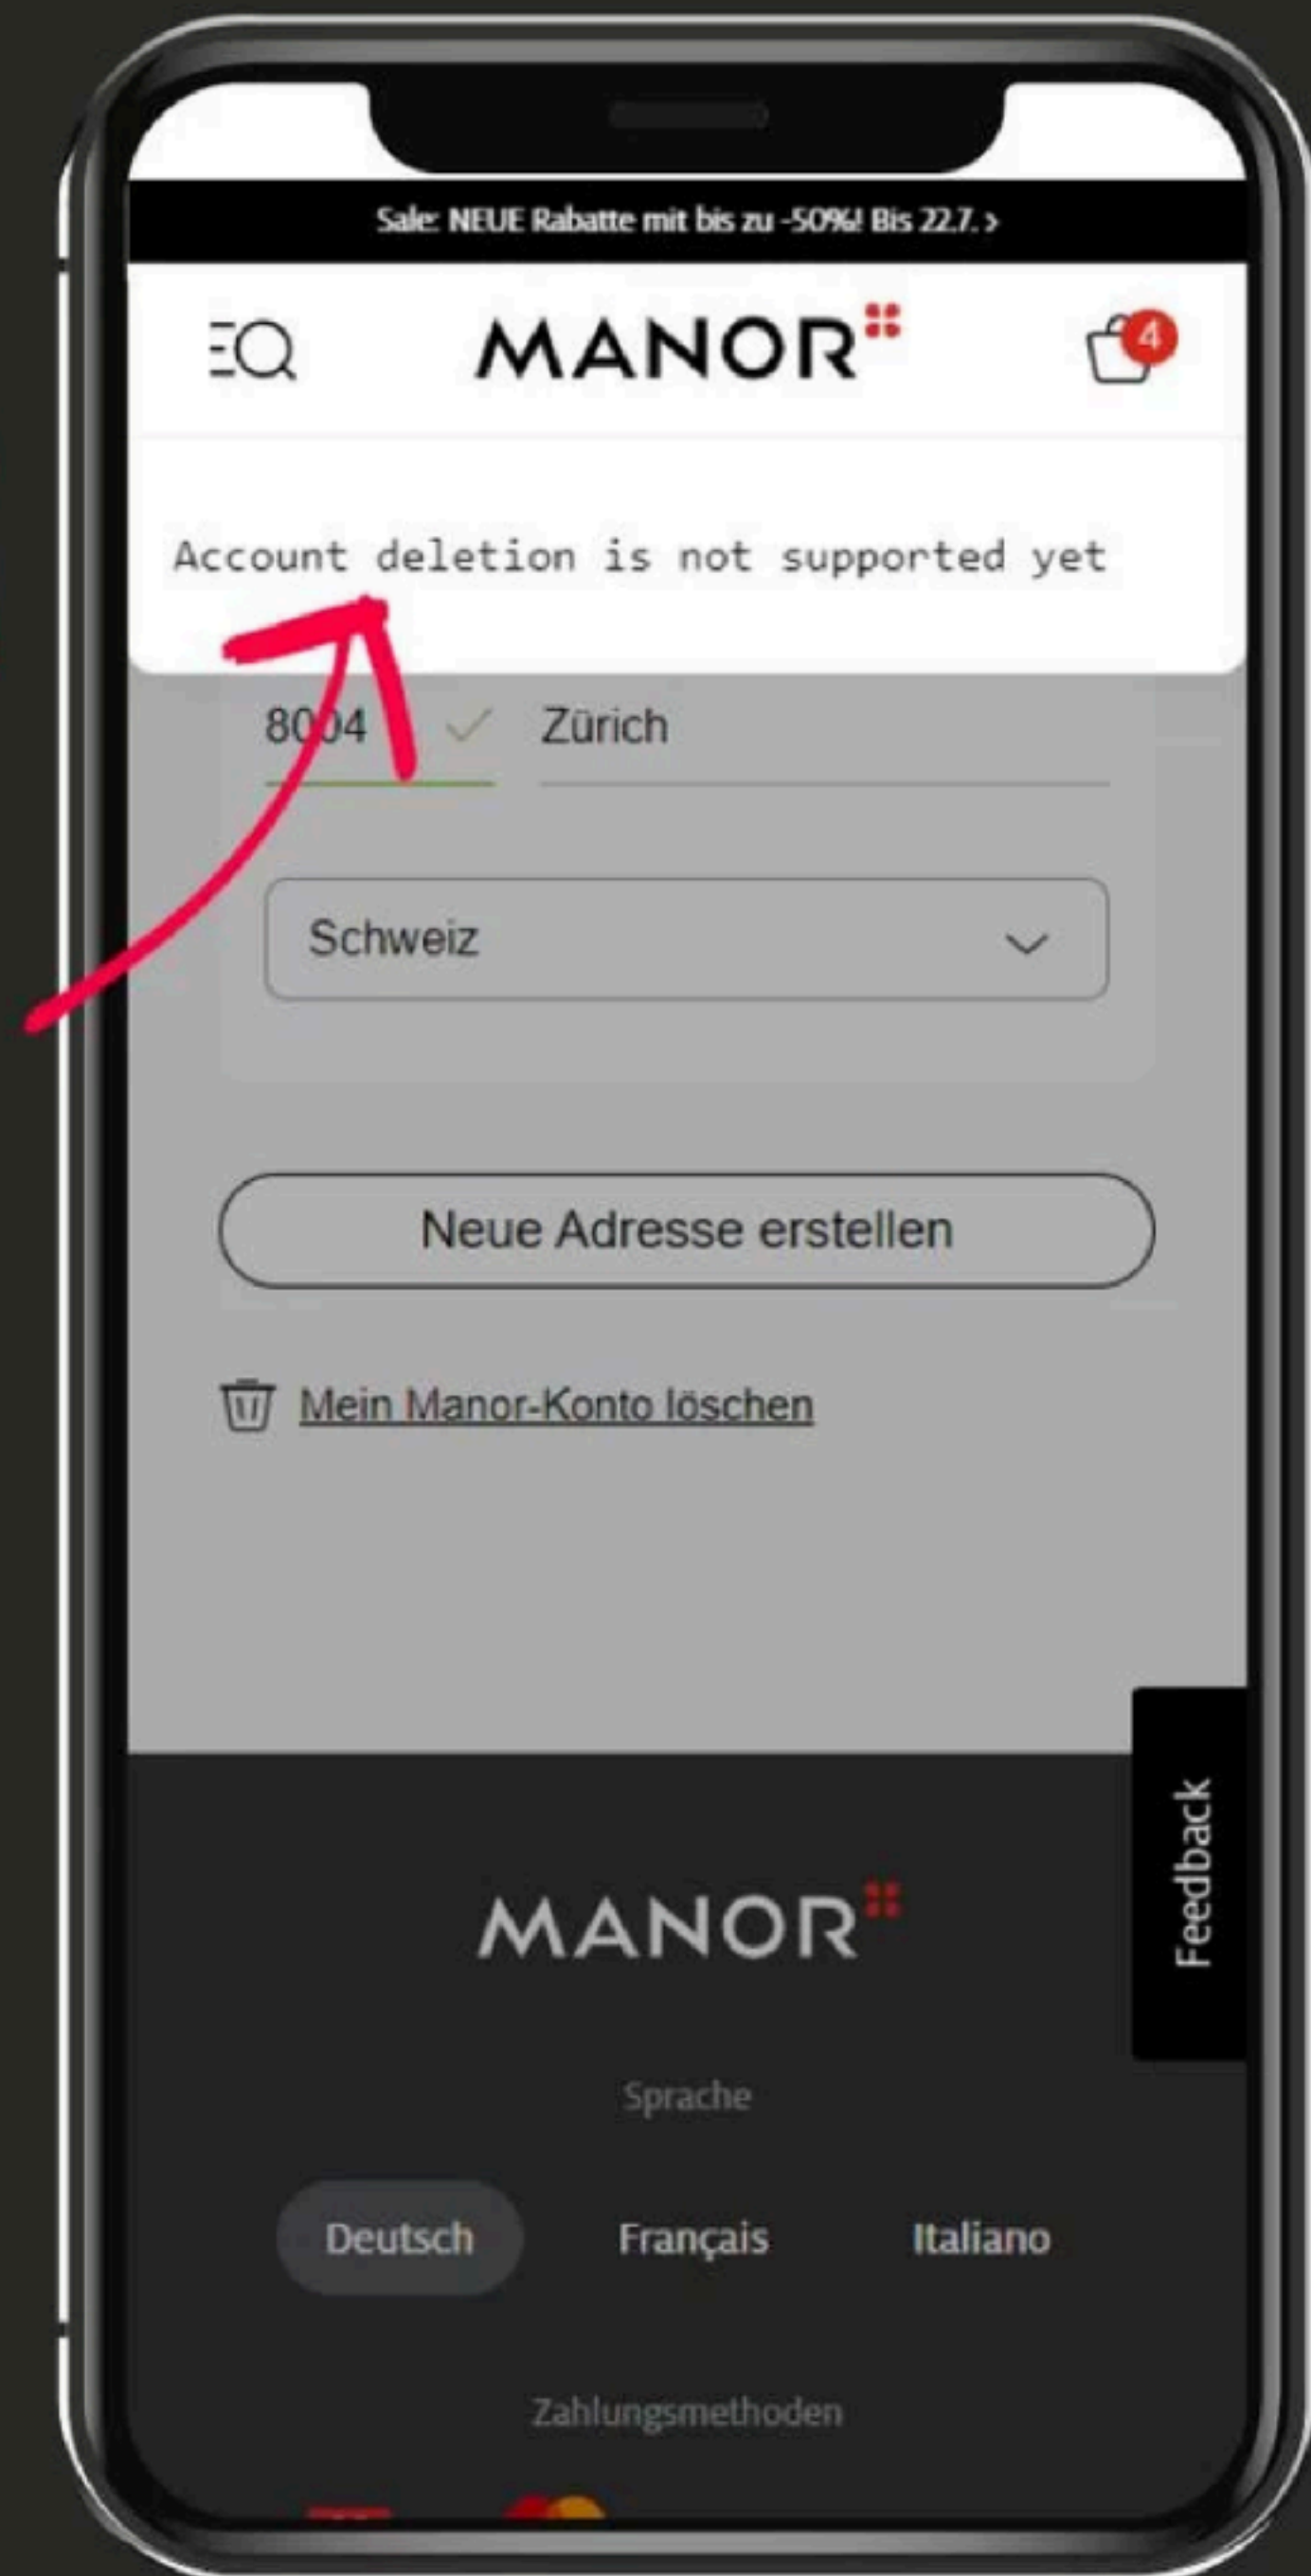 Sale: NEUE Rabatte mit bis zu -50%! Bis 22.7. >
MANOR
4
Account deletion is not supported yet
8004 Zürich
Schweiz
Neue Adresse erstellen
Mein Manor-Konto löschen
Feedback
MANOR
Sprache
Deutsch Français Italiano
Zahlungsmethoden